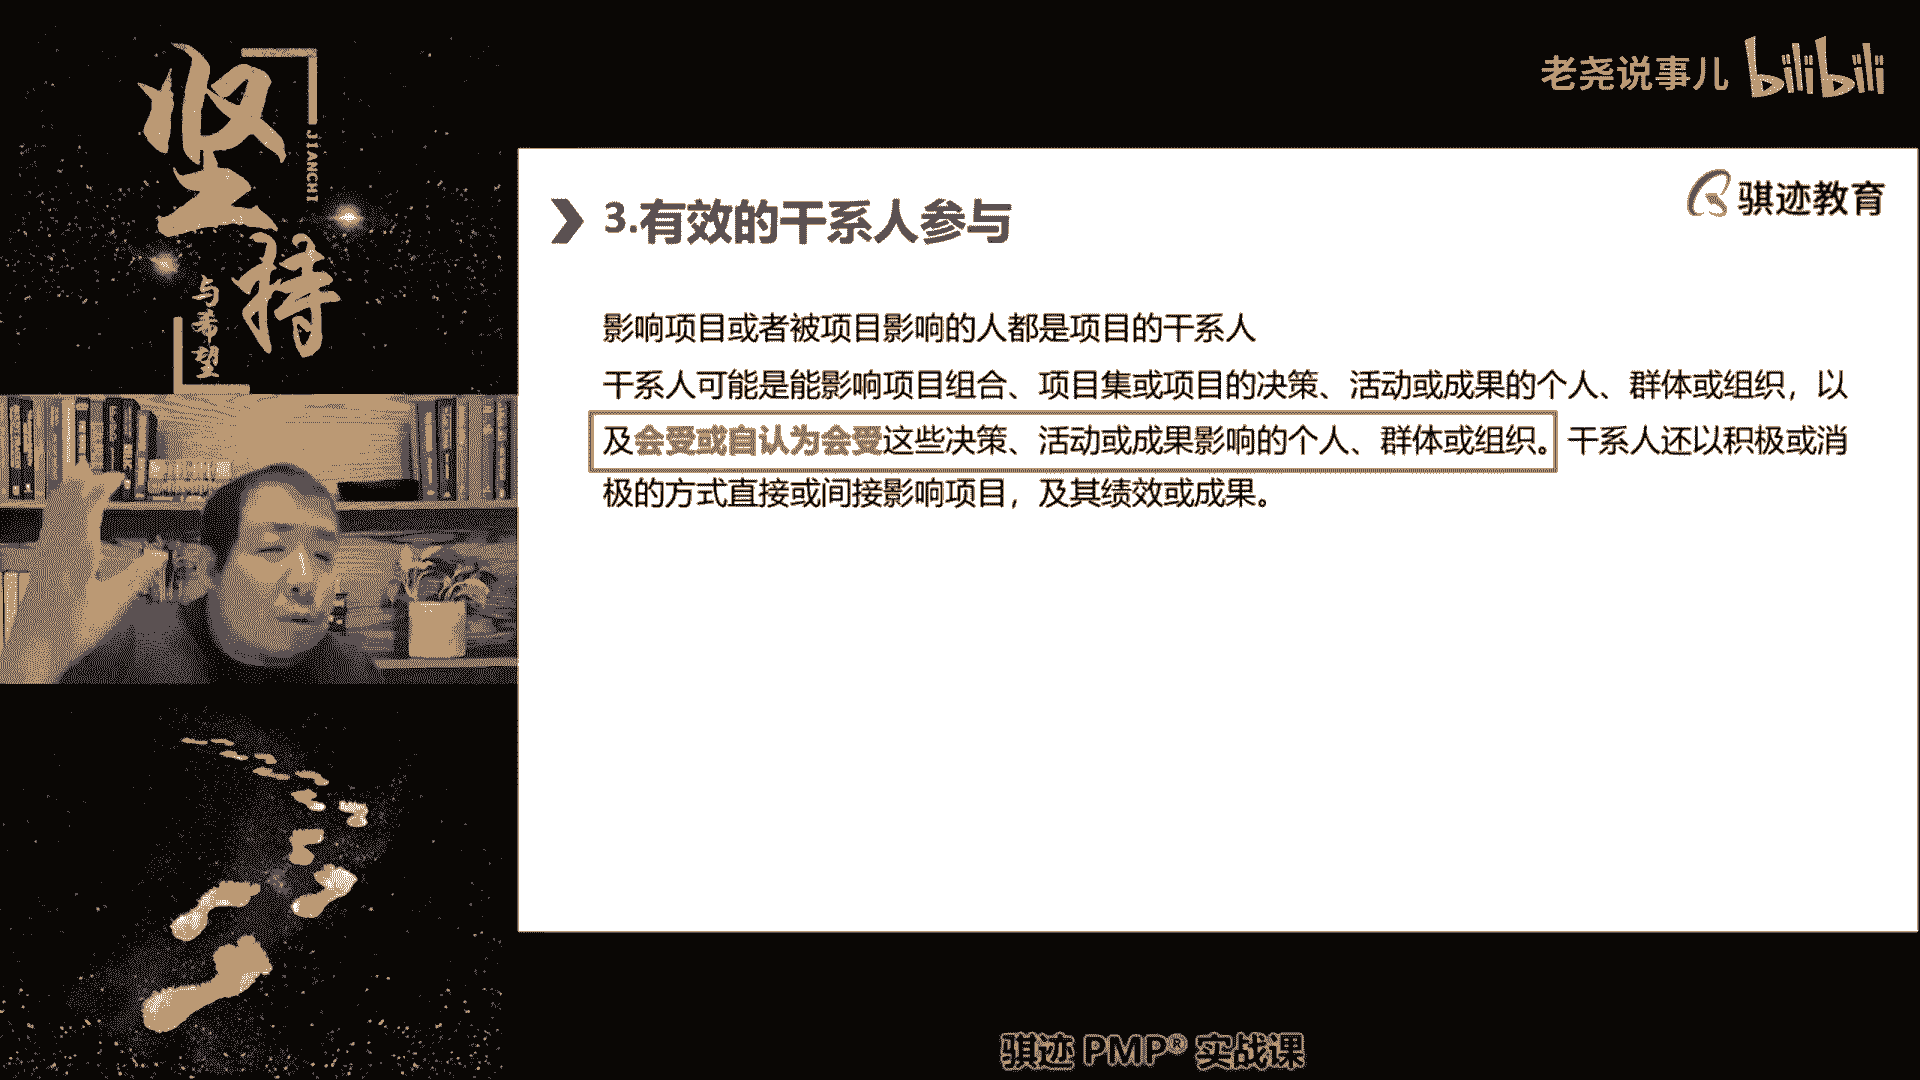 坚持
JIANCHI
与希望
老尧说事儿 bilibili
骐迹教育
3.有效的干系人参与
影响项目或者被项目影响的人都是项目的干系人
干系人可能是能影响项目组合、项目集或项目的决策、活动或成果的个人、群体或组织，以
及会受或自认为会受这些决策、活动或成果影响的个人、群体或组织。干系人还以积极或消
极的方式直接或间接影响项目，及其绩效或成果。
骐迹 PMP® 实战课